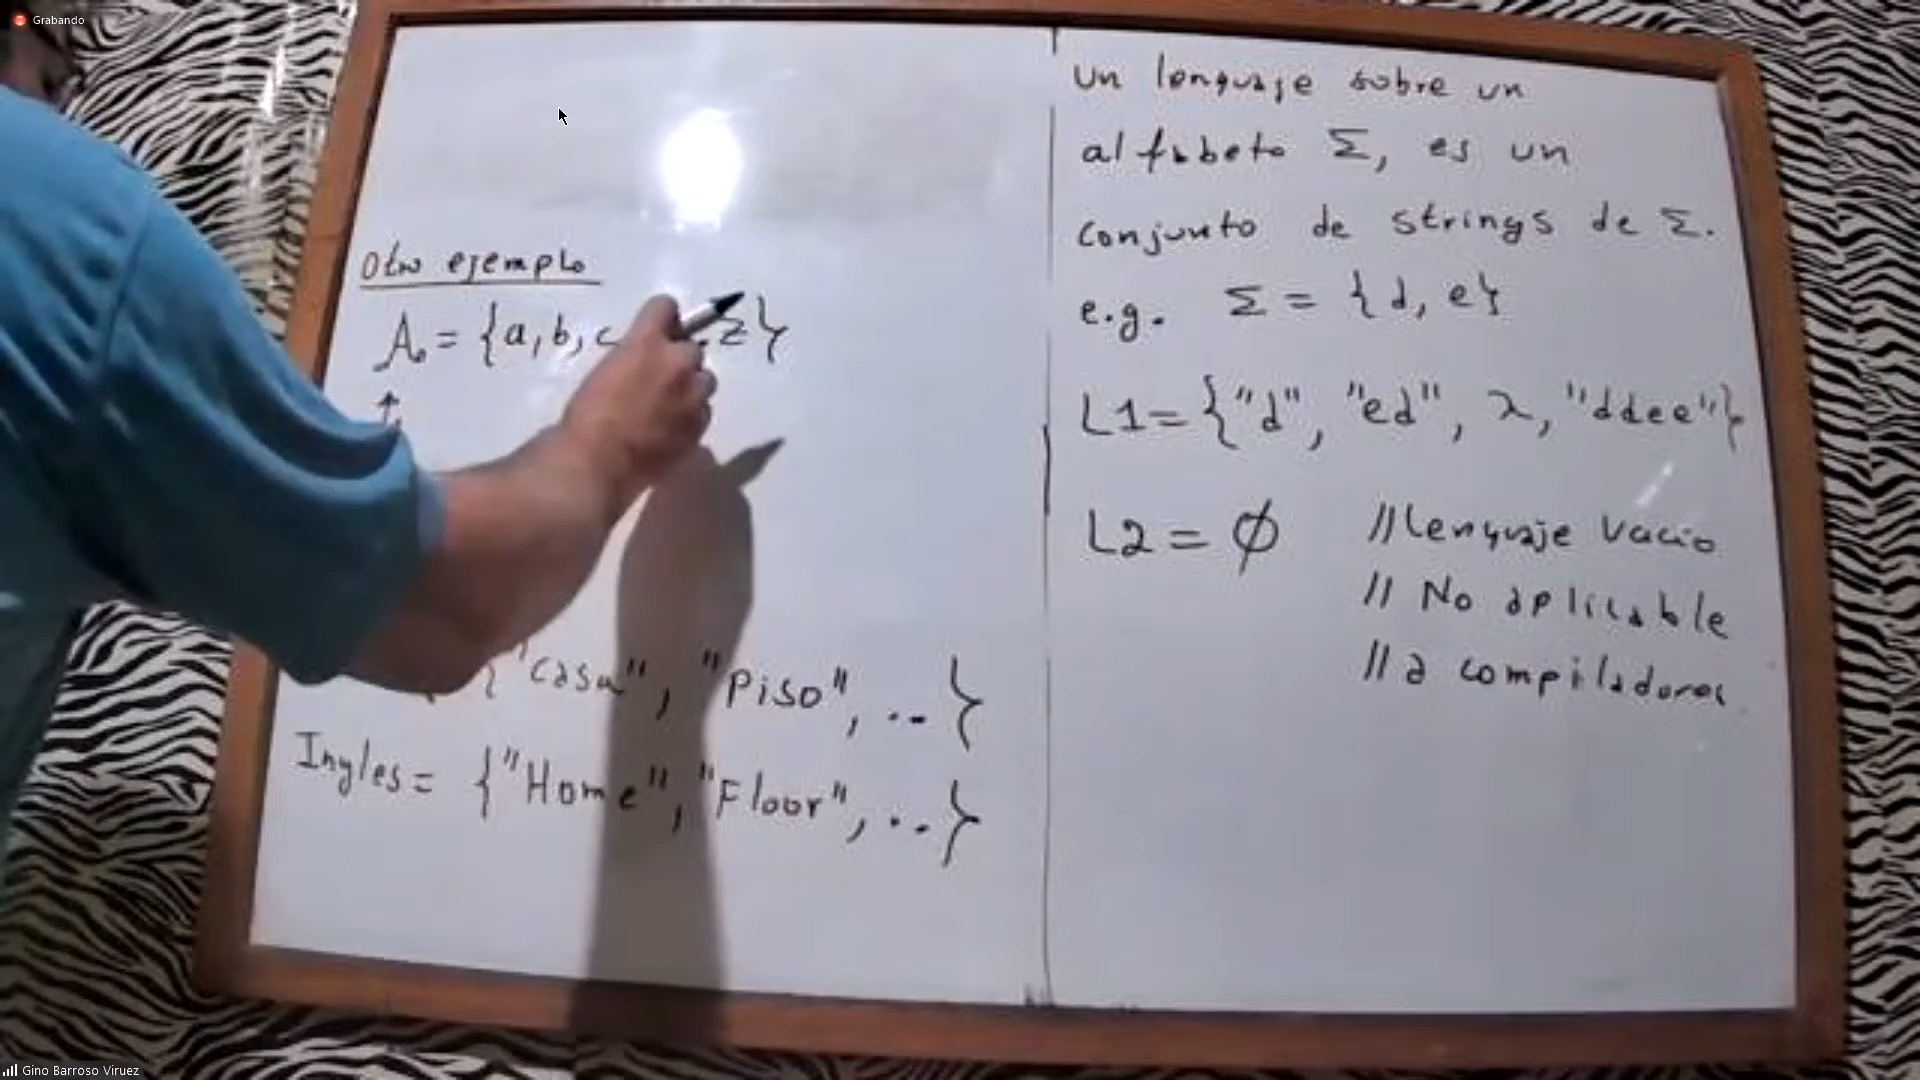 Grabando
Otro ejemplo
A. = {a, b, c .z}
↑
{"casa", "Piso", ...}
Ingles = {"Home", "Floor", ...}
Un lenguaje sobre un
alfabeto Σ, es un
conjunto de strings de Σ.
e.g. Σ = {d, e}
L1 = {"d", "ed", λ, "ddee"}
L2 = ∅ //Lenguaje Vacio
// No aplicable
// a compiladores
Gino Barroso Viruez